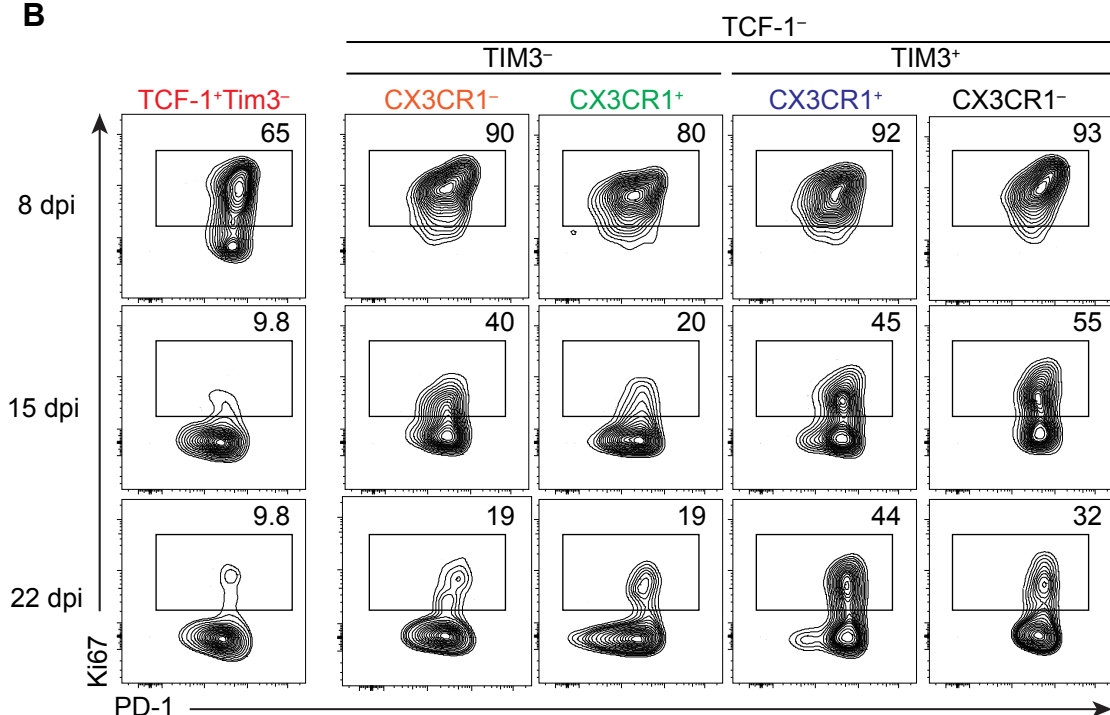 B
TCF-1⁻
TIM3⁻ TIM3⁺
TCF-1⁺Tim3⁻ CX3CR1⁻ CX3CR1⁺ CX3CR1⁺ CX3CR1⁻
8 dpi 65 90 80 92 93
15 dpi 9.8 40 20 45 55
22 dpi 9.8 19 19 44 32
Ki67
PD-1